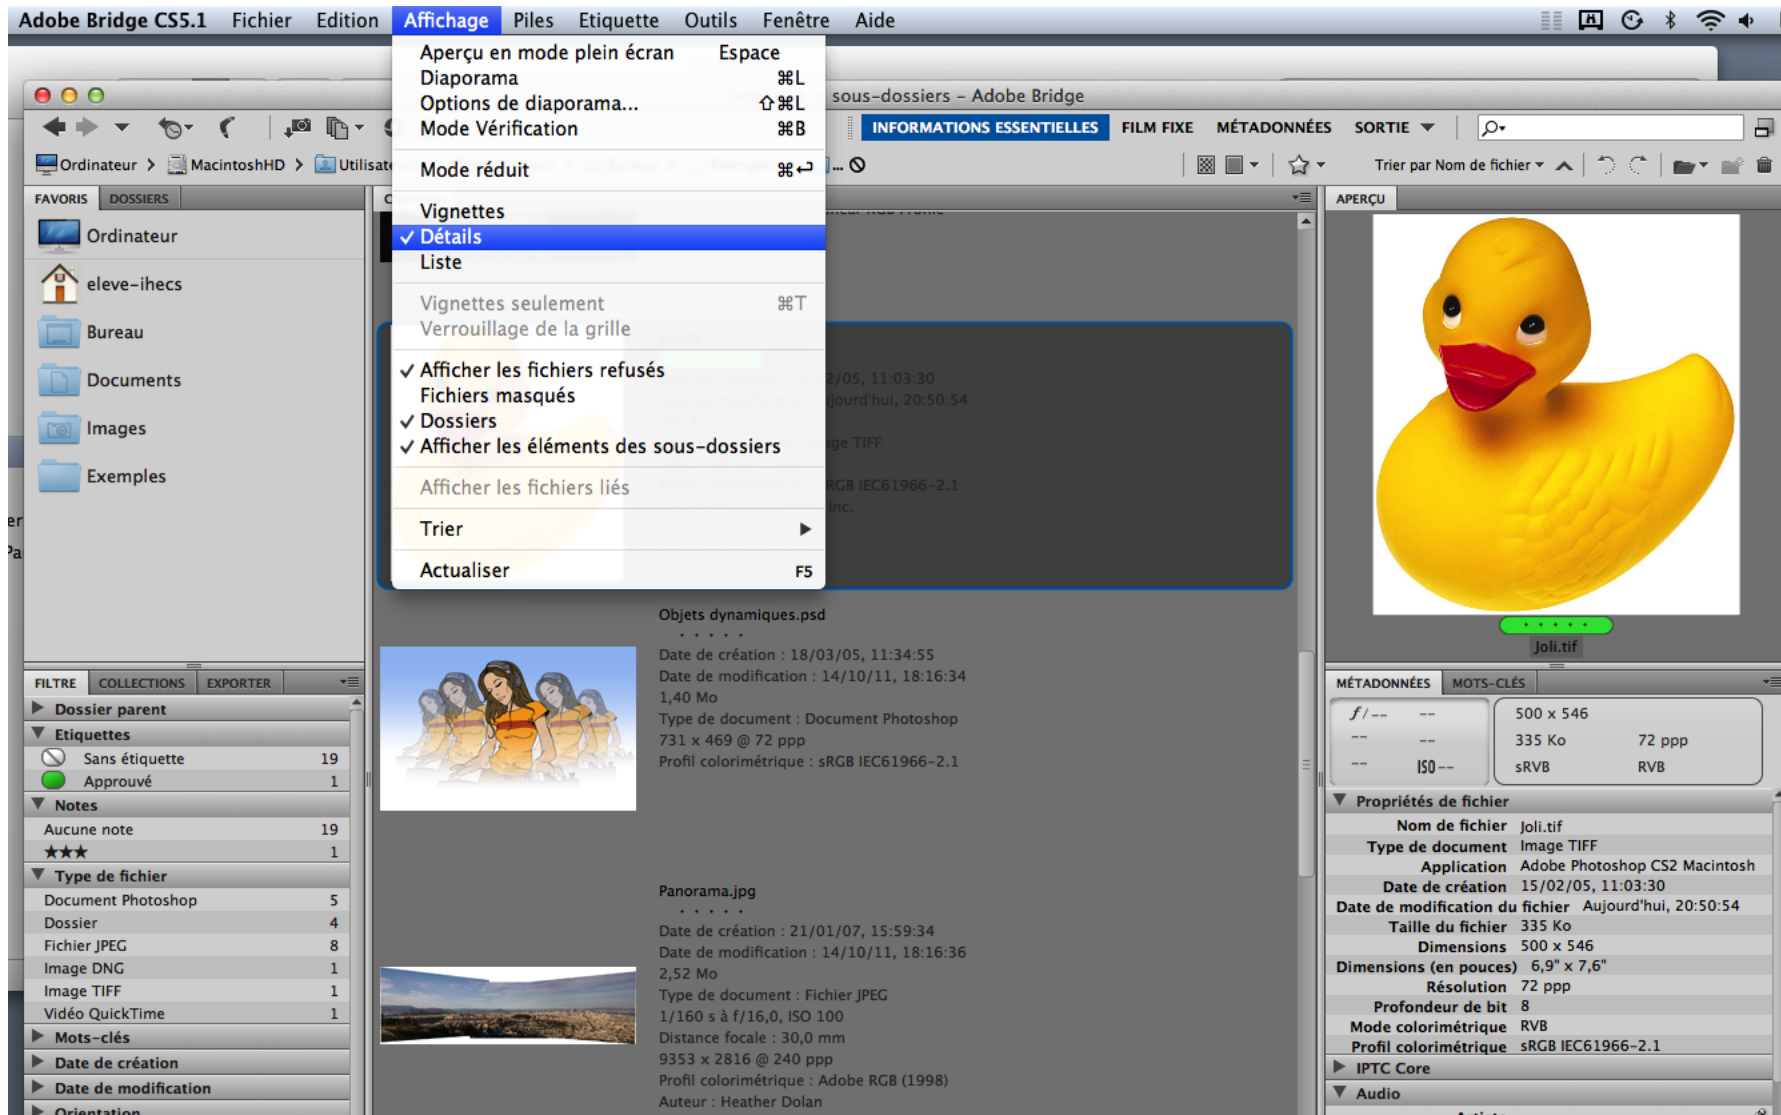 Adobe Bridge CS5.1 Fichier Edition Affichage Piles Etiquette Outils Fenêtre Aide
Aperçu en mode plein écran Espace
Diaporama ⌘L
Options de diaporama... ⇧⌘L
Mode Vérification ⌘B
Mode réduit ⌘↩
Vignettes
✓ Détails
Liste
Vignettes seulement ⌘T
Verrouillage de la grille
✓ Afficher les fichiers refusés
Fichiers masqués
✓ Dossiers
✓ Afficher les éléments des sous-dossiers
Afficher les fichiers liés
Trier ▶
Actualiser F5
sous-dossiers – Adobe Bridge
INFORMATIONS ESSENTIELLES FILM FIXE MÉTADONNÉES SORTIE
Ordinateur > MacintoshHD > Utilisate
...
Trier par Nom de fichier
FAVORIS DOSSIERS
Ordinateur
eleve-ihecs
Bureau
Documents
Images
Exemples
FILTRE COLLECTIONS EXPORTER
Dossier parent
Etiquettes
Sans étiquette 19
Approuvé 1
Notes
Aucune note 19
★★★ 1
Type de fichier
Document Photoshop 5
Dossier 4
Fichier JPEG 8
Image DNG 1
Image TIFF 1
Vidéo QuickTime 1
Mots-clés
Date de création
Date de modification
Orientation
2/05, 11:03:30
jourd'hui, 20:50:54
age TIFF
RGB IEC61966-2.1
Inc.
Objets dynamiques.psd
Date de création : 18/03/05, 11:34:55
Date de modification : 14/10/11, 18:16:34
1,40 Mo
Type de document : Document Photoshop
731 x 469 @ 72 ppp
Profil colorimétrique : sRGB IEC61966-2.1
Panorama.jpg
Date de création : 21/01/07, 15:59:34
Date de modification : 14/10/11, 18:16:36
2,52 Mo
Type de document : Fichier JPEG
1/160 s à f/16,0, ISO 100
Distance focale : 30,0 mm
9353 x 2816 @ 240 ppp
Profil colorimétrique : Adobe RGB (1998)
Auteur : Heather Dolan
APERÇU
Joli.tif
MÉTADONNÉES MOTS-CLÉS
f/-- -- 500 x 546
-- -- 335 Ko 72 ppp
-- ISO -- sRVB RVB
Propriétés de fichier
Nom de fichier Joli.tif
Type de document Image TIFF
Application Adobe Photoshop CS2 Macintosh
Date de création 15/02/05, 11:03:30
Date de modification du fichier Aujourd'hui, 20:50:54
Taille du fichier 335 Ko
Dimensions 500 x 546
Dimensions (en pouces) 6,9" x 7,6"
Résolution 72 ppp
Profondeur de bit 8
Mode colorimétrique RVB
Profil colorimétrique sRGB IEC61966-2.1
IPTC Core
Audio